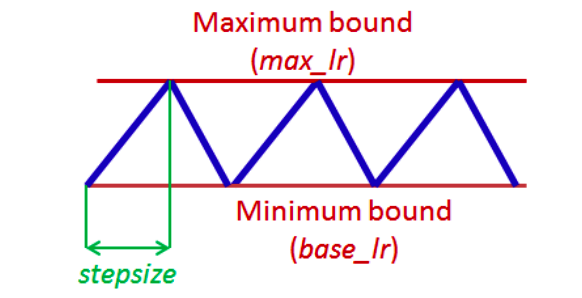 Maximum bound
(max_lr)
Minimum bound
(base_lr)
stepsize